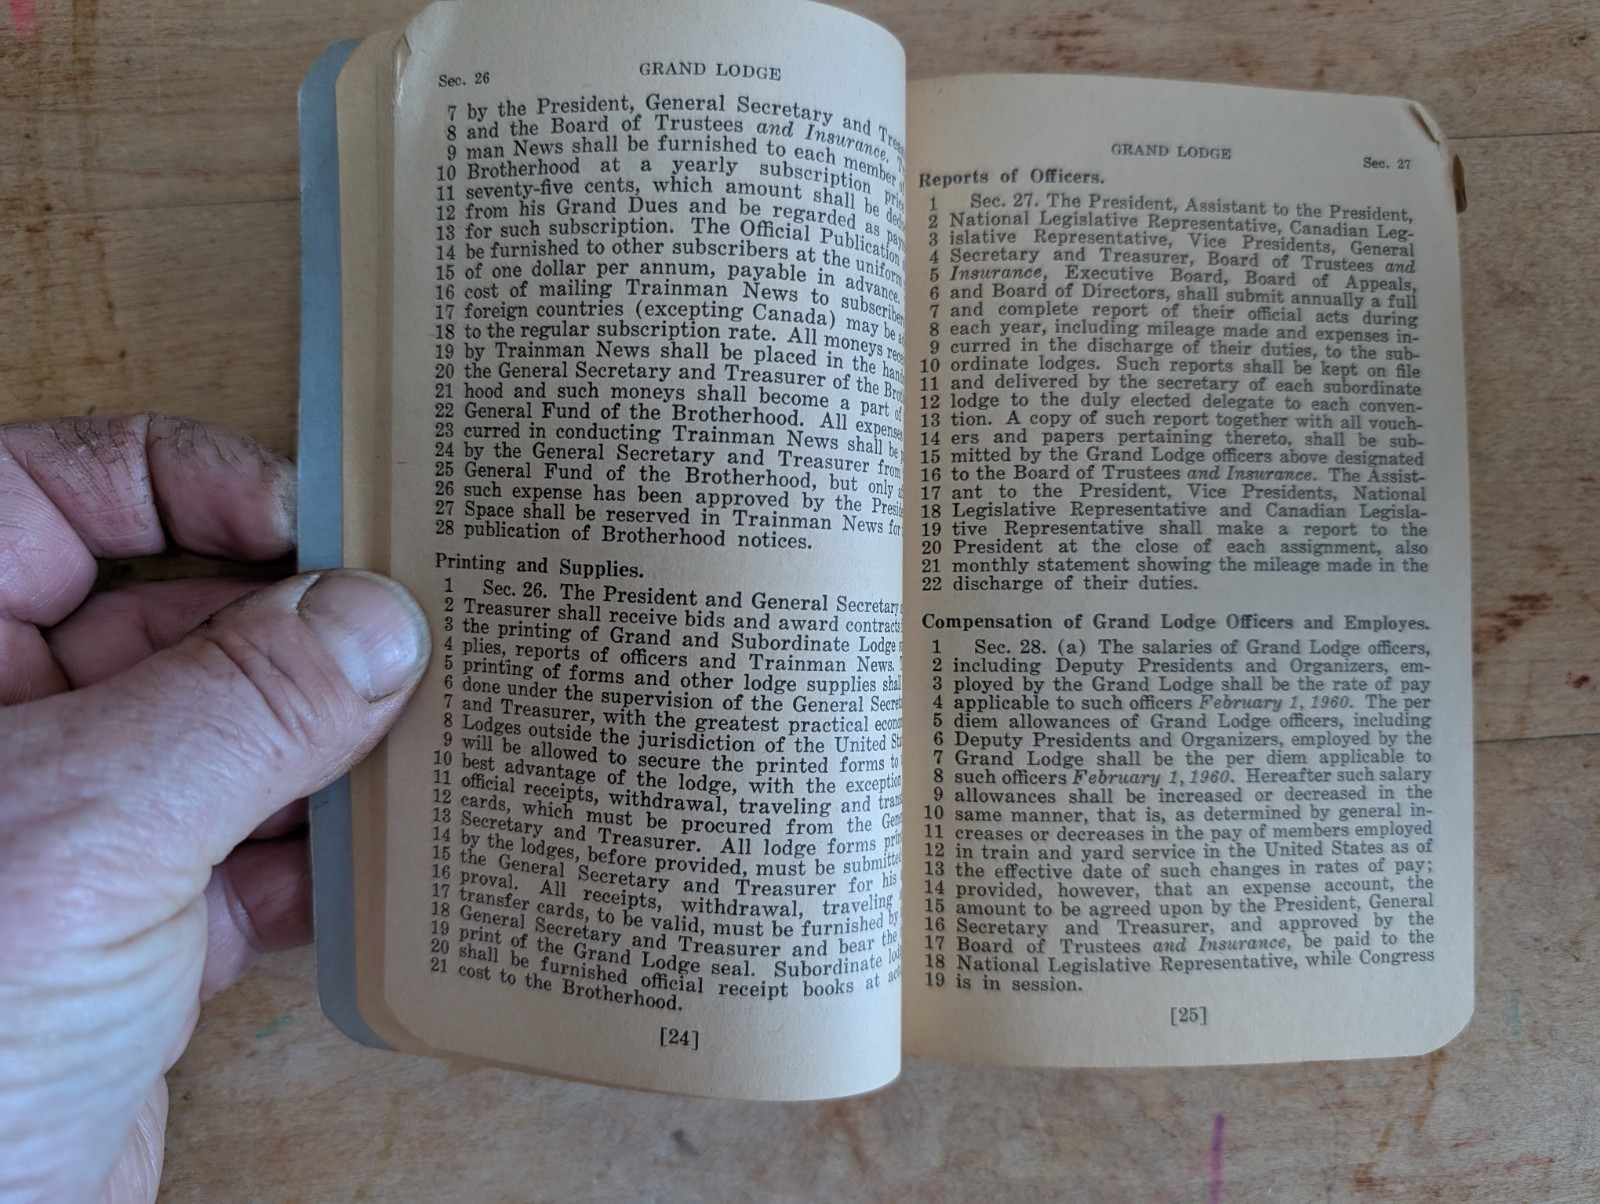 Sec. 26
GRAND LODGE
7 by the President, General Secretary and
8 and the Board of Trustees and Insurance.
9 man News shall be furnished to each member
10 Brotherhood at a yearly subscription
11 seventy-five cents, which amount shall be
12 from his Grand Dues and be regarded as
13 for such subscription. The Official Publication
14 be furnished to other subscribers at the uniform
15 of one dollar per annum, payable in advance.
16 cost of mailing Trainman News to
17 foreign countries (excepting Canada) may be
18 to the regular subscription rate. All moneys
19 by Trainman News shall be placed in the
20 the General Secretary and Treasurer of the
21 hood and such moneys shall become a part of
22 General Fund of the Brotherhood. All
23 curred in conducting Trainman News shall be
24 by the General Secretary and Treasurer from
25 General Fund of the Brotherhood, but only
26 such expense has been approved by the
27 Space shall be reserved in Trainman News for
28 publication of Brotherhood notices.
Printing and Supplies.
1 Sec. 26. The President and General Secretary
2 Treasurer shall receive bids and award contracts
3 the printing of Grand and Subordinate Lodge
4 plies, reports of officers and Trainman News.
5 printing of forms and other lodge supplies
6 done under the supervision of the General
7 and Treasurer, with the greatest practical
8 Lodges outside the jurisdiction of the United
9 will be allowed to secure the printed forms to
10 best advantage of the lodge, with the exception
11 official receipts, withdrawal, traveling and
12 cards, which must be procured from the
13 Secretary and Treasurer. All lodge forms
14 by the lodges, before provided, must be
15 the General Secretary and Treasurer for his
16 proval. All receipts, withdrawal, traveling
17 transfer cards, to be valid, must be furnished by
18 General Secretary and Treasurer and bear the
19 print of the Grand Lodge seal. Subordinate
20 shall be furnished official receipt books at
21 cost to the Brotherhood.
[24]
GRAND LODGE
Sec. 27
Reports of Officers.
1 Sec. 27. The President, Assistant to the President,
2 National Legislative Representative, Canadian Leg-
3 islative Representative, Vice Presidents, General
4 Secretary and Treasurer, Board of Trustees and
5 Insurance, Executive Board, Board of Appeals,
6 and Board of Directors, shall submit annually a full
7 and complete report of their official acts during
8 each year, including mileage made and expenses in-
9 curred in the discharge of their duties, to the sub-
10 ordinate lodges. Such reports shall be kept on file
11 and delivered by the secretary of each subordinate
12 lodge to the duly elected delegate to each conven-
13 tion. A copy of such report together with all vouch-
14 ers and papers pertaining thereto, shall be sub-
15 mitted by the Grand Lodge officers above designated
16 to the Board of Trustees and Insurance. The Assist-
17 ant to the President, Vice Presidents, National
18 Legislative Representative and Canadian Legisla-
19 tive Representative shall make a report to the
20 President at the close of each assignment, also
21 monthly statement showing the mileage made in the
22 discharge of their duties.
Compensation of Grand Lodge Officers and Employes.
1 Sec. 28. (a) The salaries of Grand Lodge officers,
2 including Deputy Presidents and Organizers, em-
3 ployed by the Grand Lodge shall be the rate of pay
4 applicable to such officers February 1, 1960. The per
5 diem allowances of Grand Lodge officers, including
6 Deputy Presidents and Organizers, employed by the
7 Grand Lodge shall be the per diem applicable to
8 such officers February 1, 1960. Hereafter such salary
9 allowances shall be increased or decreased in the
10 same manner, that is, as determined by general in-
11 creases or decreases in the pay of members employed
12 in train and yard service in the United States as of
13 the effective date of such changes in rates of pay;
14 provided, however, that an expense account, the
15 amount to be agreed upon by the President, General
16 Secretary and Treasurer, and approved by the
17 Board of Trustees and Insurance, be paid to the
18 National Legislative Representative, while Congress
19 is in session.
[25]